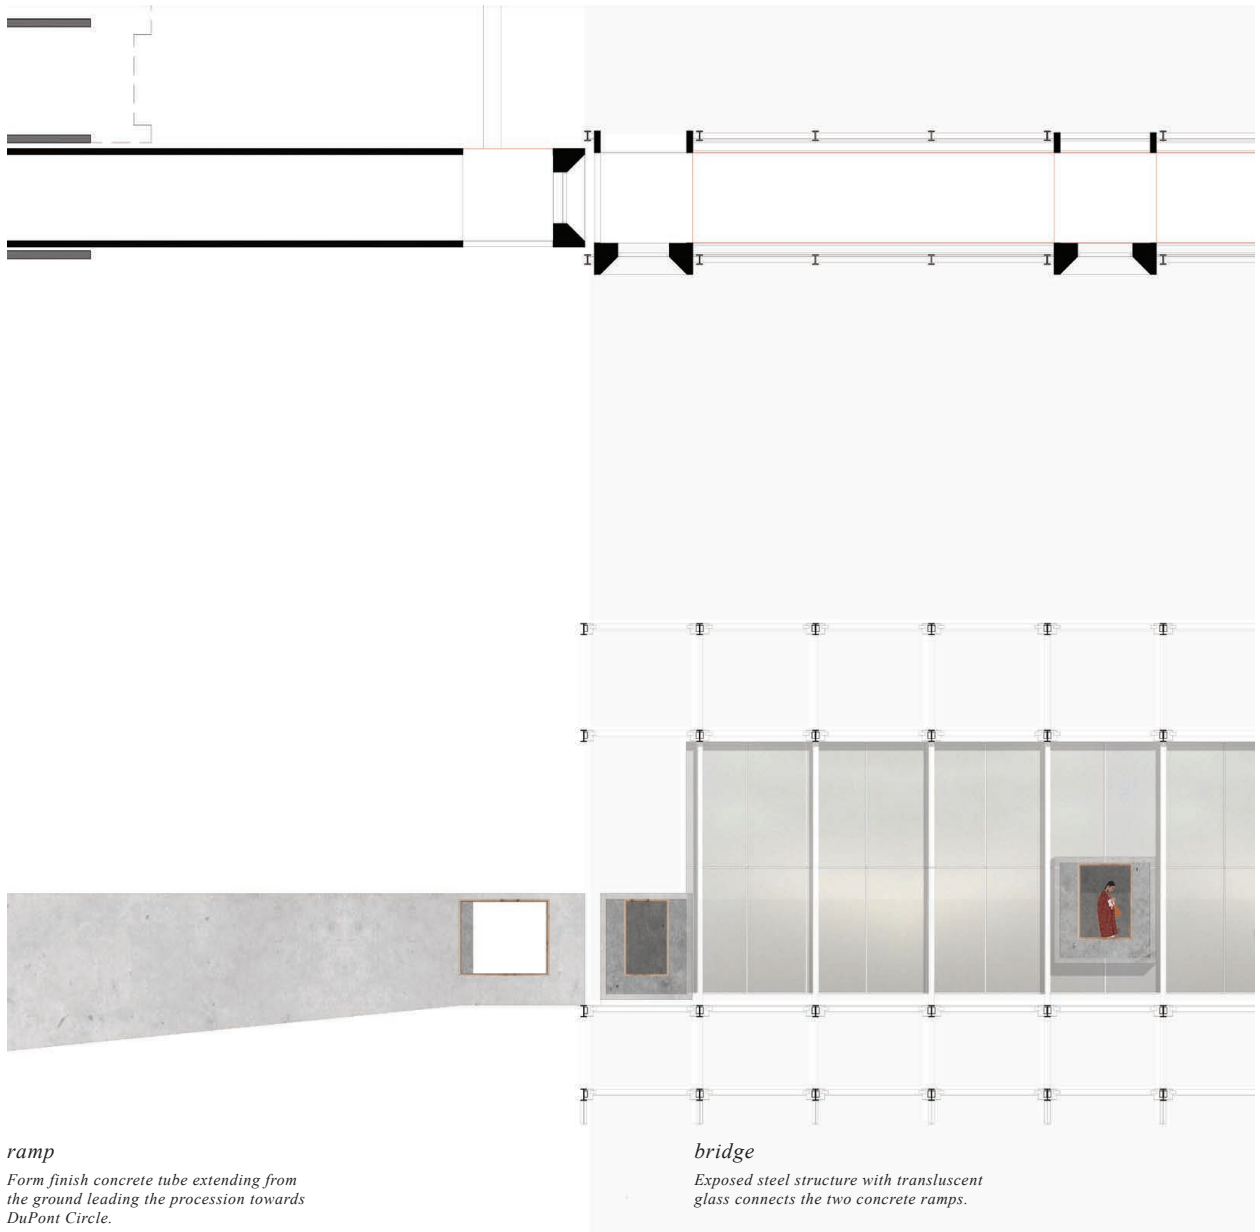 ramp
Form finish concrete tube extending from
the ground leading the procession towards
DuPont Circle.
bridge
Exposed steel structure with transluscent
glass connects the two concrete ramps.